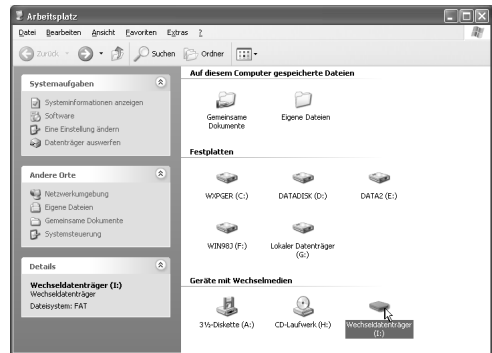 Arbeitsplatz
Datei Bearbeiten Ansicht Favoriten Extras ?
Zurück Suchen Ordner
Systemaufgaben
Systeminformationen anzeigen
Software
Eine Einstellung ändern
Datenträger auswerfen
Andere Orte
Netzwerkumgebung
Eigene Dateien
Gemeinsame Dokumente
Systemsteuerung
Details
Wechseldatenträger (I:)
Wechseldatenträger
Dateisystem: FAT
Auf diesem Computer gespeicherte Dateien
Gemeinsame Dokumente
Eigene Dateien
Festplatten
WXPGER (C:) DATADISK (D:) DATA2 (E:)
WIN98J (F:) Lokaler Datenträger
(G:)
Geräte mit Wechselmedien
3½-Diskette (A:) CD-Laufwerk (H:) Wechseldatenträger
(I:)